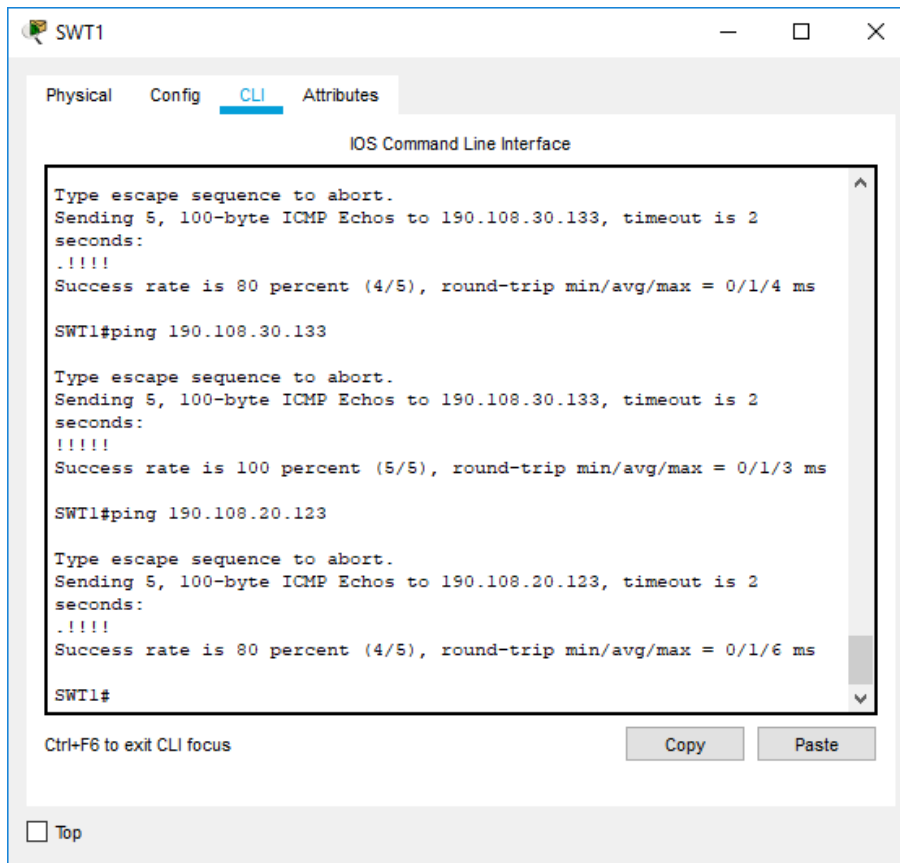 SWT1
Physical Config CLI Attributes
IOS Command Line Interface
Type escape sequence to abort.
Sending 5, 100-byte ICMP Echos to 190.108.30.133, timeout is 2
seconds:
.!!!!
Success rate is 80 percent (4/5), round-trip min/avg/max = 0/1/4 ms
SWT1#ping 190.108.30.133
Type escape sequence to abort.
Sending 5, 100-byte ICMP Echos to 190.108.30.133, timeout is 2
seconds:
!!!!!
Success rate is 100 percent (5/5), round-trip min/avg/max = 0/1/3 ms
SWT1#ping 190.108.20.123
Type escape sequence to abort.
Sending 5, 100-byte ICMP Echos to 190.108.20.123, timeout is 2
seconds:
.!!!!
Success rate is 80 percent (4/5), round-trip min/avg/max = 0/1/6 ms
SWT1#
Ctrl+F6 to exit CLI focus Copy Paste
Top